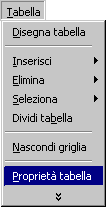 Tabella
Disegna tabella
Inserisci
Elimina
Seleziona
Dividi tabella
Nascondi griglia
Proprietà tabella